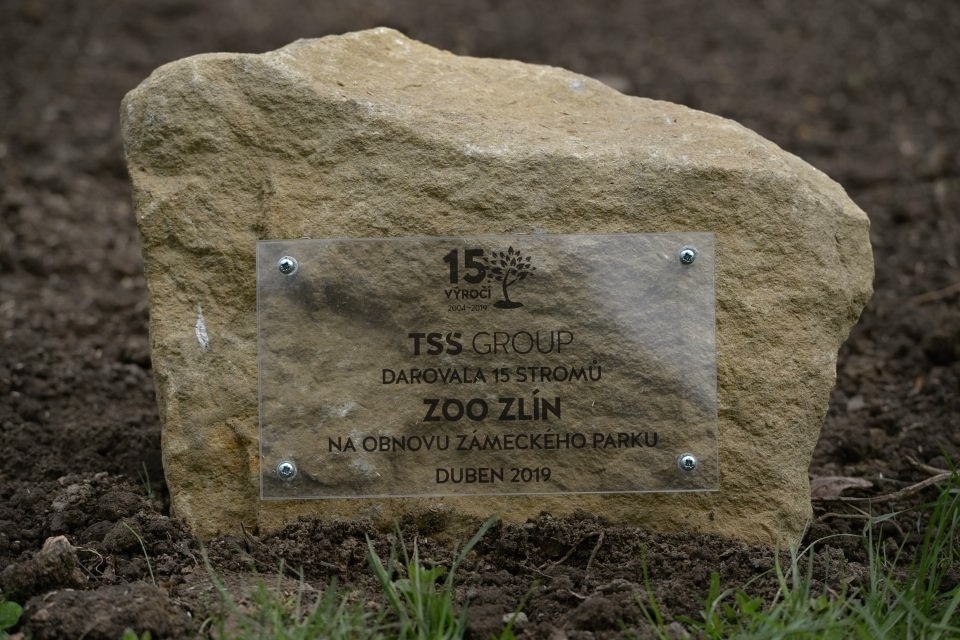 15
VÝROČÍ
2004–2019
TSS GROUP
DAROVALA 15 STROMŮ
ZOO ZLÍN
NA OBNOVU ZÁMECKÉHO PARKU
DUBEN 2019